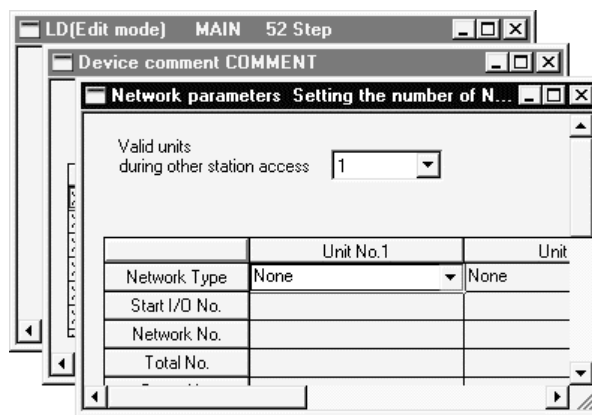 LD(Edit mode) MAIN 52 Step
Device comment COMMENT
Network parameters Setting the number of N...
Valid units
during other station access 1
Unit No.1 Unit
Network Type None None
Start I/O No.
Network No.
Total No.